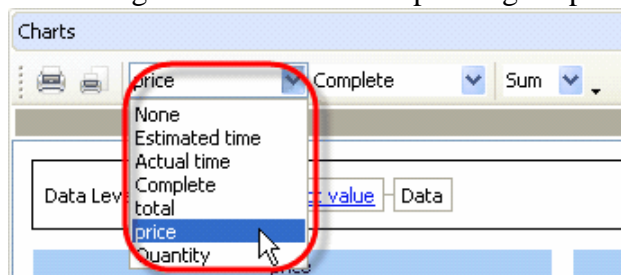 Charts
price Complete Sum
None
Estimated time
Actual time
Complete
total
price
Quantity
Data Lev value Data